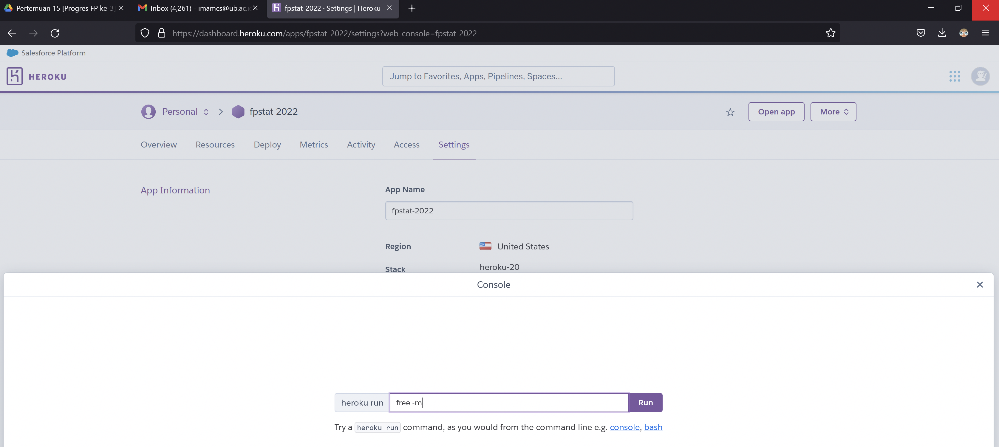 Pertemuan 15 [Progres FP ke-3]
Inbox (4,261) - imamcs@ub.ac.id
fpstat-2022 · Settings | Heroku
https://dashboard.heroku.com/apps/fpstat-2022/settings?web-console=fpstat-2022
Salesforce Platform
HEROKU
Jump to Favorites, Apps, Pipelines, Spaces...
Personal
fpstat-2022
Open app
More
Overview
Resources
Deploy
Metrics
Activity
Access
Settings
App Information
App Name
fpstat-2022
Region
United States
Stack
heroku-20
Console
heroku run
free -m
Run
Try a heroku run command, as you would from the command line e.g. console, bash